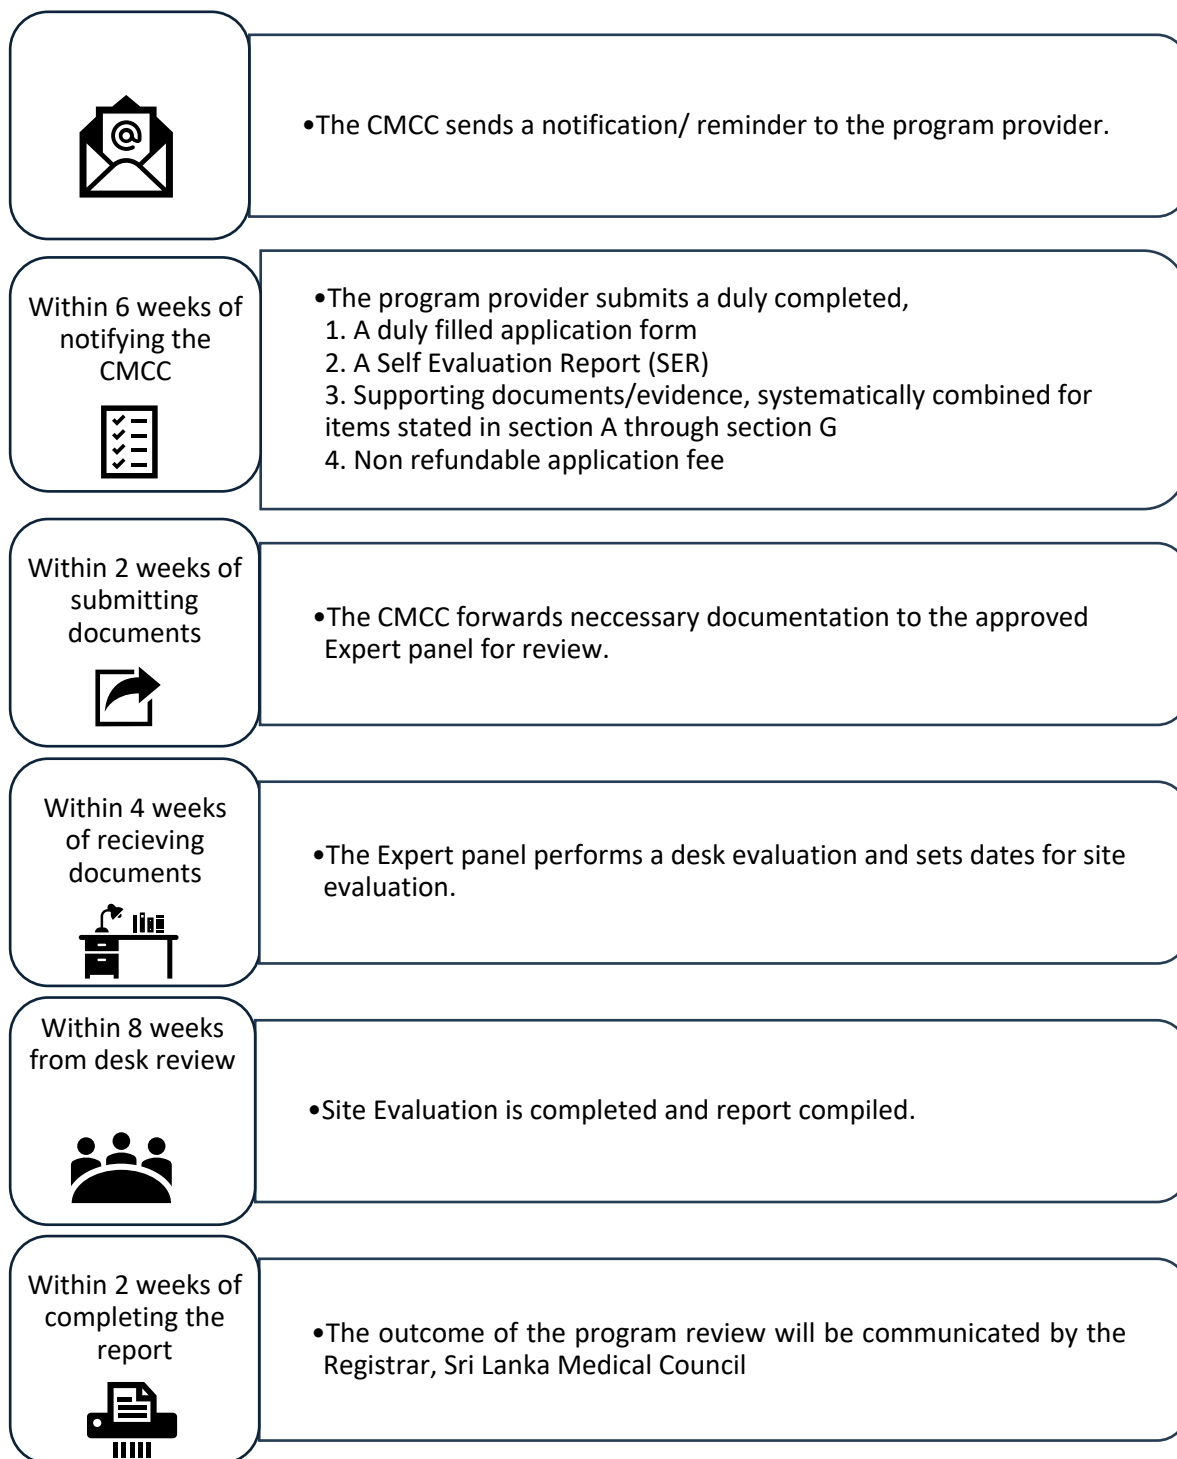 •The CMCC sends a notification/ reminder to the program provider.
Within 6 weeks of
notifying the
CMCC
•The program provider submits a duly completed,
1. A duly filled application form
2. A Self Evaluation Report (SER)
3. Supporting documents/evidence, systematically combined for
items stated in section A through section G
4. Non refundable application fee
Within 2 weeks of
submitting
documents
•The CMCC forwards neccessary documentation to the approved
Expert panel for review.
Within 4 weeks
of recieving
documents
•The Expert panel performs a desk evaluation and sets dates for site
evaluation.
Within 8 weeks
from desk review
•Site Evaluation is completed and report compiled.
Within 2 weeks of
completing the
report
•The outcome of the program review will be communicated by the
Registrar, Sri Lanka Medical Council